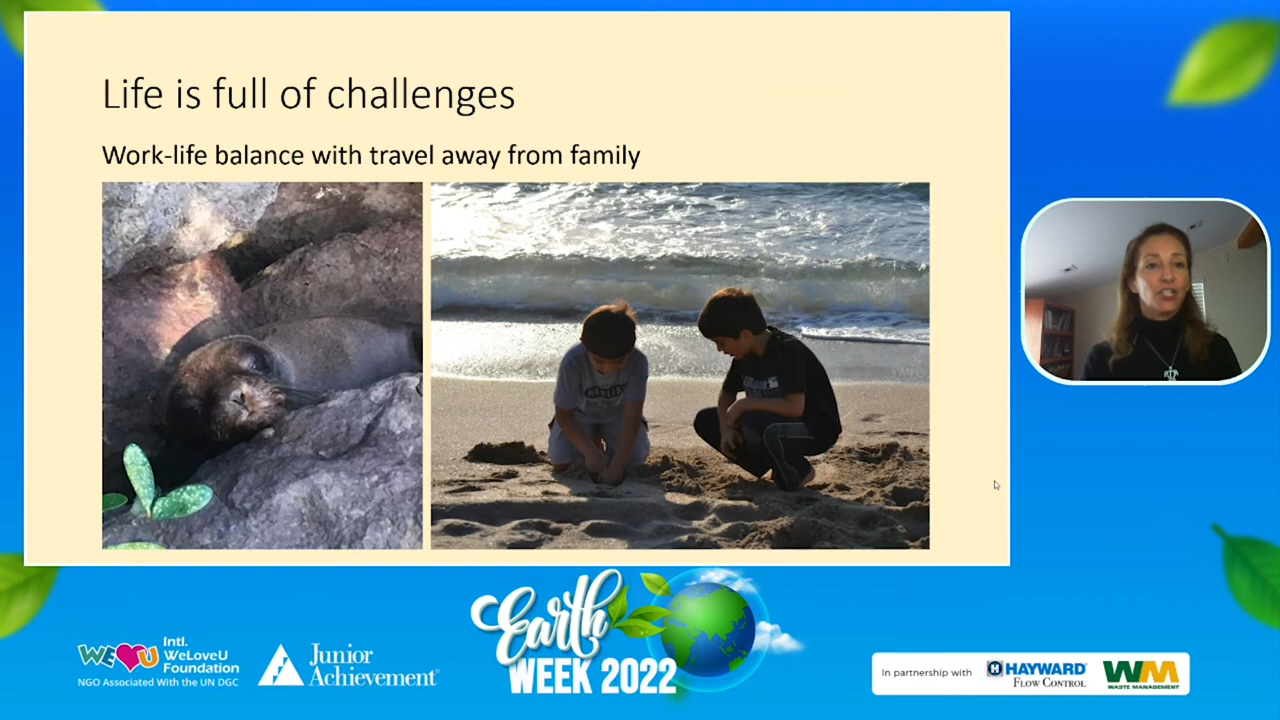 Life is full of challenges
Work-life balance with travel away from family
WE U
Intl.
WeLoveU
Foundation
NGO Associated With the UN DGC
Junior
Achievement®
Earth
WEEK 2022
In partnership with
H HAYWARD®
FLOW CONTROL
WM
WASTE MANAGEMENT